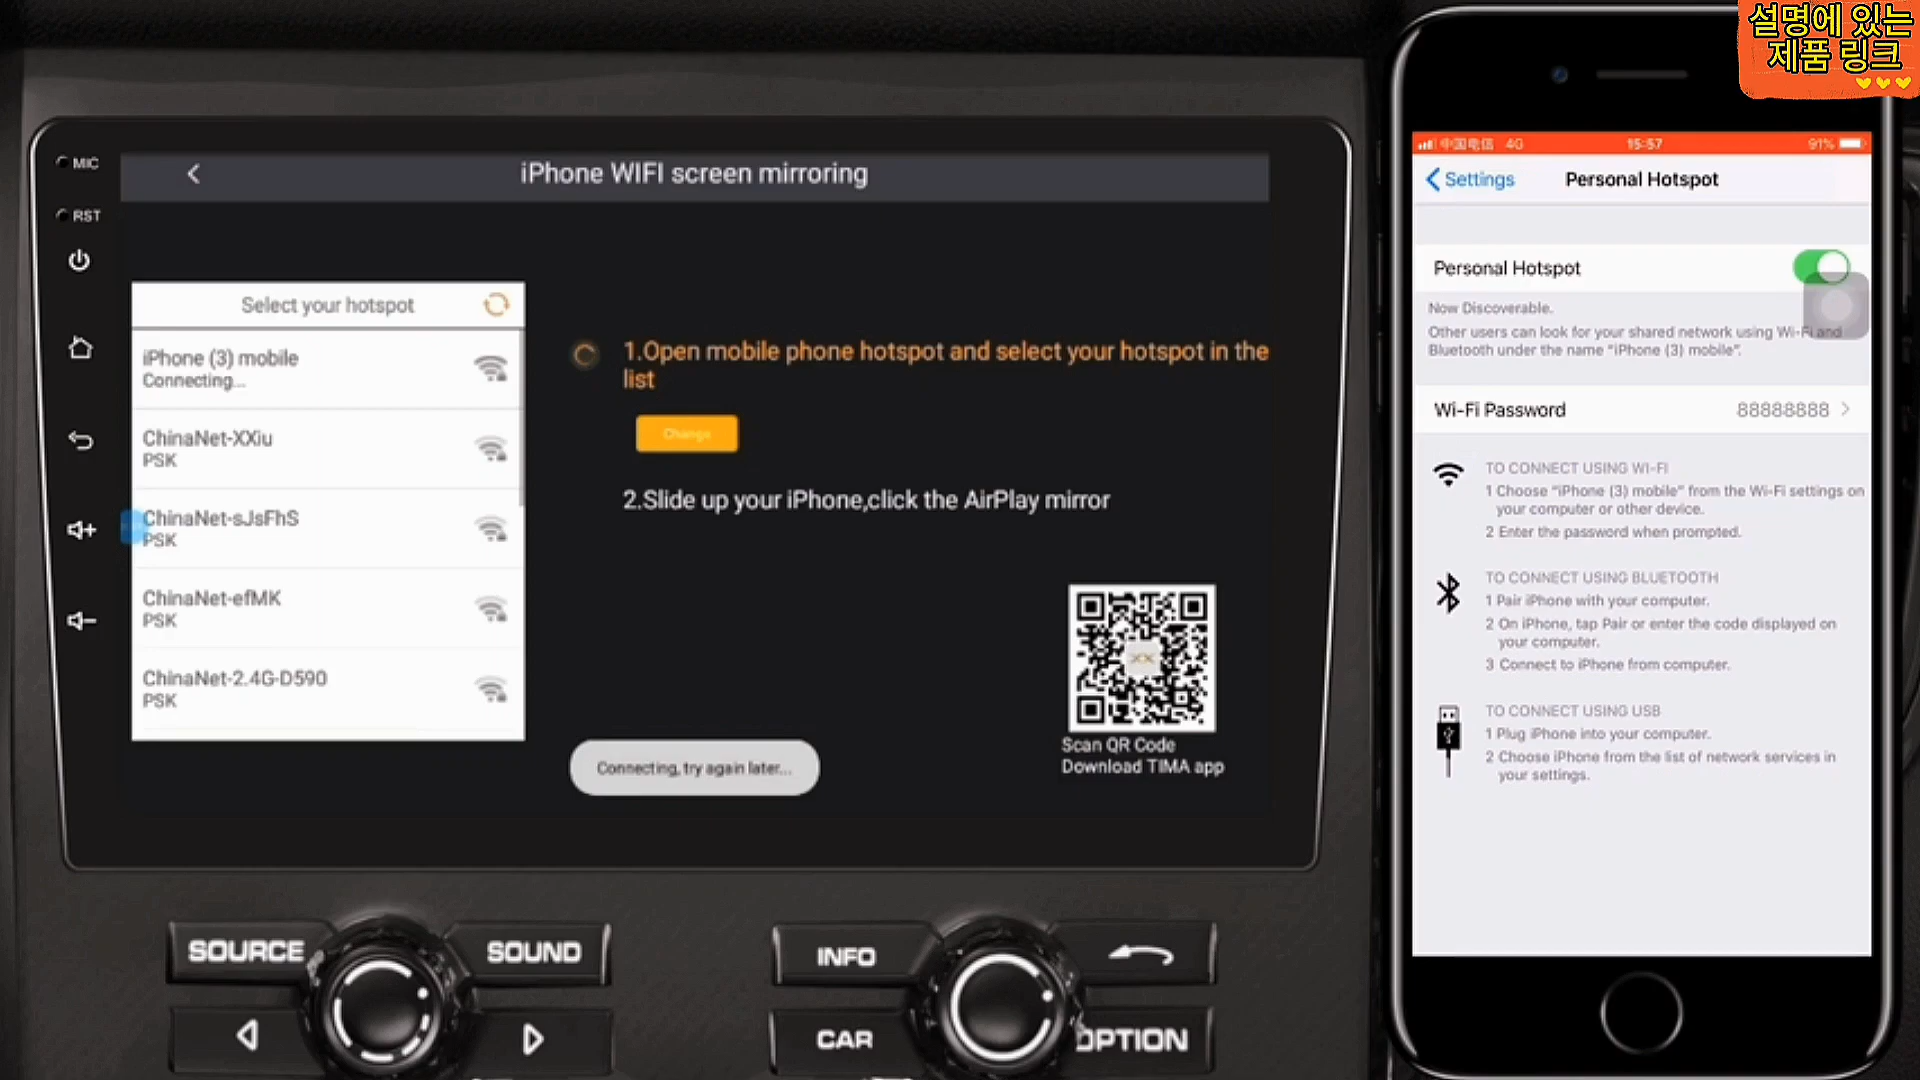 설명에 있는
제품 링크
MIC
RST
iPhone WIFI screen mirroring
Select your hotspot
iPhone (3) mobile
Connecting...
ChinaNet-XXiu
PSK
ChinaNet-sJsFhS
PSK
ChinaNet-efMK
PSK
ChinaNet-2.4G-D590
PSK
1.Open mobile phone hotspot and select your hotspot in the
list
Change
2.Slide up your iPhone,click the AirPlay mirror
XX
Scan QR Code
Download TIMA app
Connecting, try again later...
SOURCE
SOUND
INFO
CAR
OPTION
中国电信 4G
15:57
91%
Settings
Personal Hotspot
Personal Hotspot
Now Discoverable.
Other users can look for your shared network using Wi-Fi and
Bluetooth under the name “iPhone (3) mobile”.
Wi-Fi Password
88888888
TO CONNECT USING WI-FI
1 Choose “iPhone (3) mobile” from the Wi-Fi settings on
your computer or other device.
2 Enter the password when prompted.
TO CONNECT USING BLUETOOTH
1 Pair iPhone with your computer.
2 On iPhone, tap Pair or enter the code displayed on
your computer.
3 Connect to iPhone from computer.
TO CONNECT USING USB
1 Plug iPhone into your computer.
2 Choose iPhone from the list of network services in
your settings.